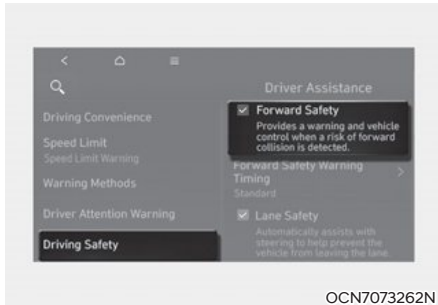 Driver Assistance
Driving Convenience
Speed Limit
Speed Limit Warning
Warning Methods
Driver Attention Warning
Driving Safety
Forward Safety
Provides a warning and vehicle
control when a risk of forward
collision is detected.
Forward Safety Warning
Timing
Standard
Lane Safety
Automatically assists with
steering to help prevent the
vehicle from leaving the lane.
OCN7073262N